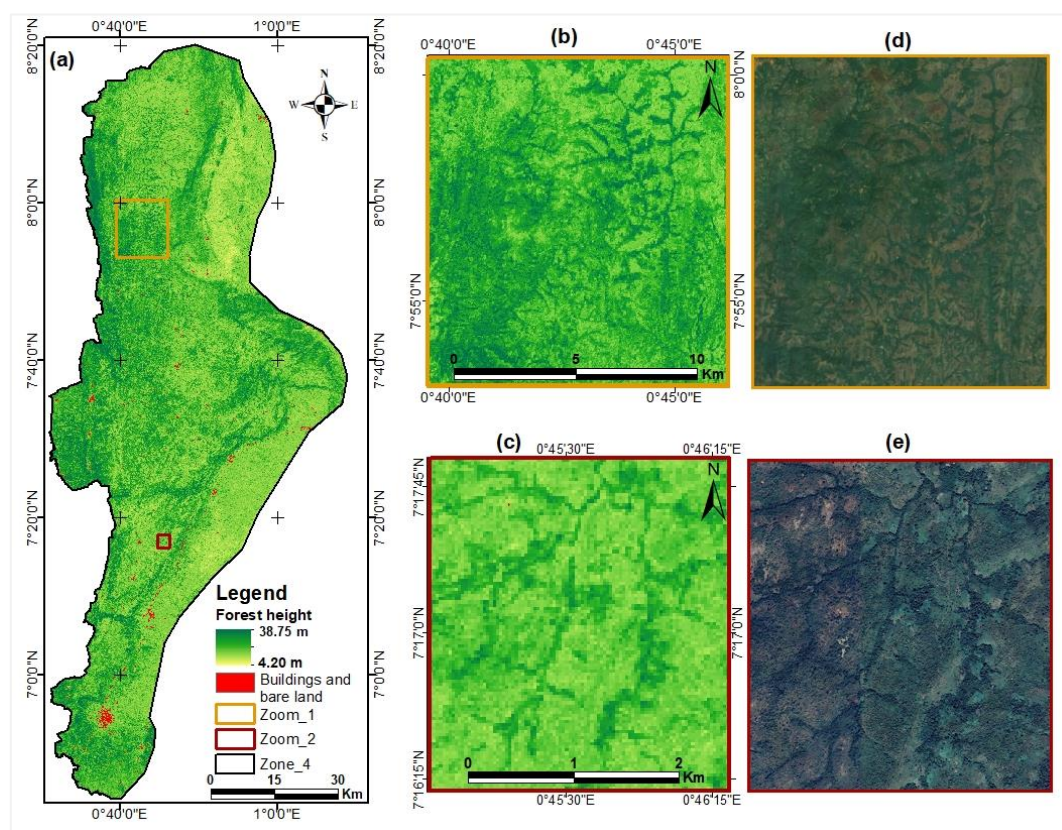 0°40'0"E
1°0'0"E
(a)
N
W
E
S
8°20'0"N
8°20'0"N
8°0'0"N
8°0'0"N
7°40'0"N
7°40'0"N
7°20'0"N
7°20'0"N
7°0'0"N
7°0'0"N
Legend
Forest height
38.75 m
4.20 m
Buildings and
bare land
Zoom_1
Zoom_2
Zone_4
0 15 30
Km
0°40'0"E
1°0'0"E
(b)
0°40'0"E
0°45'0"E
N
8°0'0"N
7°55'0"N
7°55'0"N
0 5 10
Km
0°40'0"E
0°45'0"E
(d)
(c)
0°45'30"E
0°46'15"E
N
7°17'45"N
7°17'45"N
7°17'0"N
7°17'0"N
7°16'15"N
0 1 2
Km
0°45'30"E
0°46'15"E
(e)